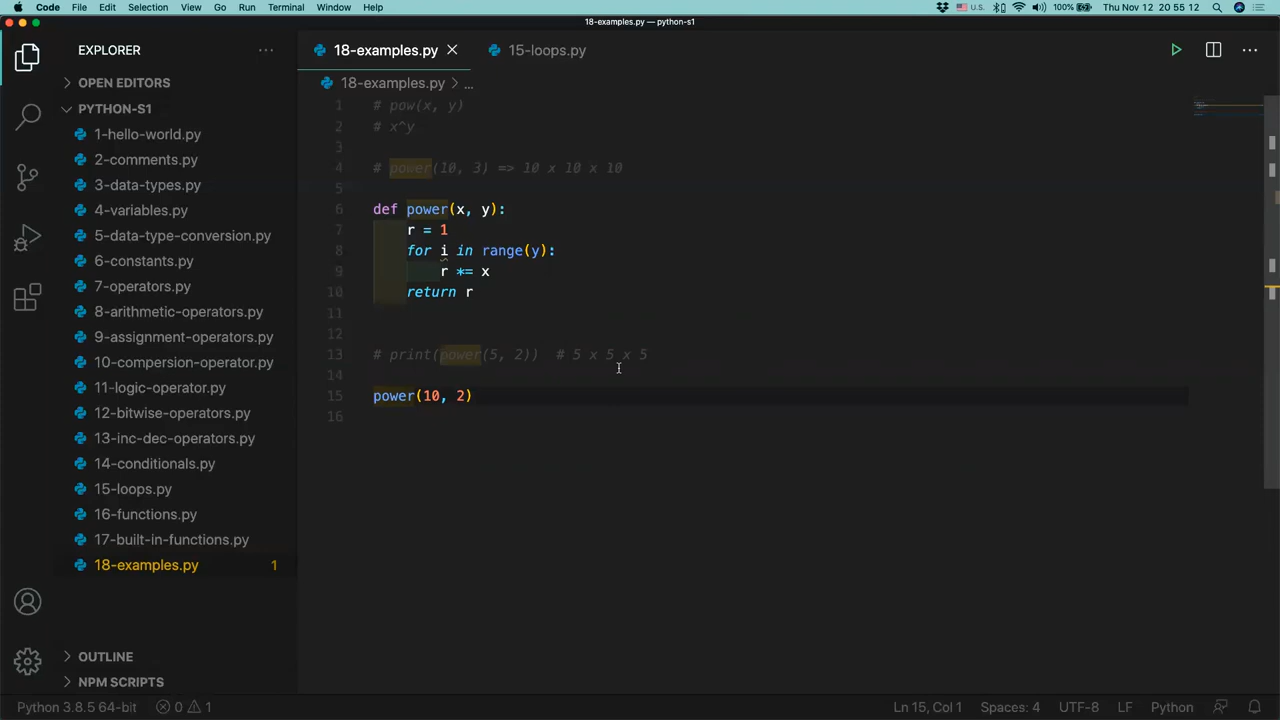 Code File Edit Selection View Go Run Terminal Window Help U.S. 100% Thu Nov 12 20 55 12
18-examples.py — python-s1
EXPLORER
18-examples.py 15-loops.py
OPEN EDITORS
18-examples.py > ...
PYTHON-S1
1-hello-world.py
2-comments.py
3-data-types.py
4-variables.py
5-data-type-conversion.py
6-constants.py
7-operators.py
8-arithmetic-operators.py
9-assignment-operators.py
10-compersion-operator.py
11-logic-operator.py
12-bitwise-operators.py
13-inc-dec-operators.py
14-conditionals.py
15-loops.py
16-functions.py
17-built-in-functions.py
18-examples.py 1
OUTLINE
NPM SCRIPTS
1 # pow(x, y)
2 # x^y
3
4 # power(10, 3) => 10 x 10 x 10
5
6 def power(x, y):
7 r = 1
8 for i in range(y):
9 r *= x
10 return r
11
12
13 # print(power(5, 2)) # 5 x 5 x 5
14
15 power(10, 2)
16
Python 3.8.5 64-bit 0 1 Ln 15, Col 1 Spaces: 4 UTF-8 LF Python